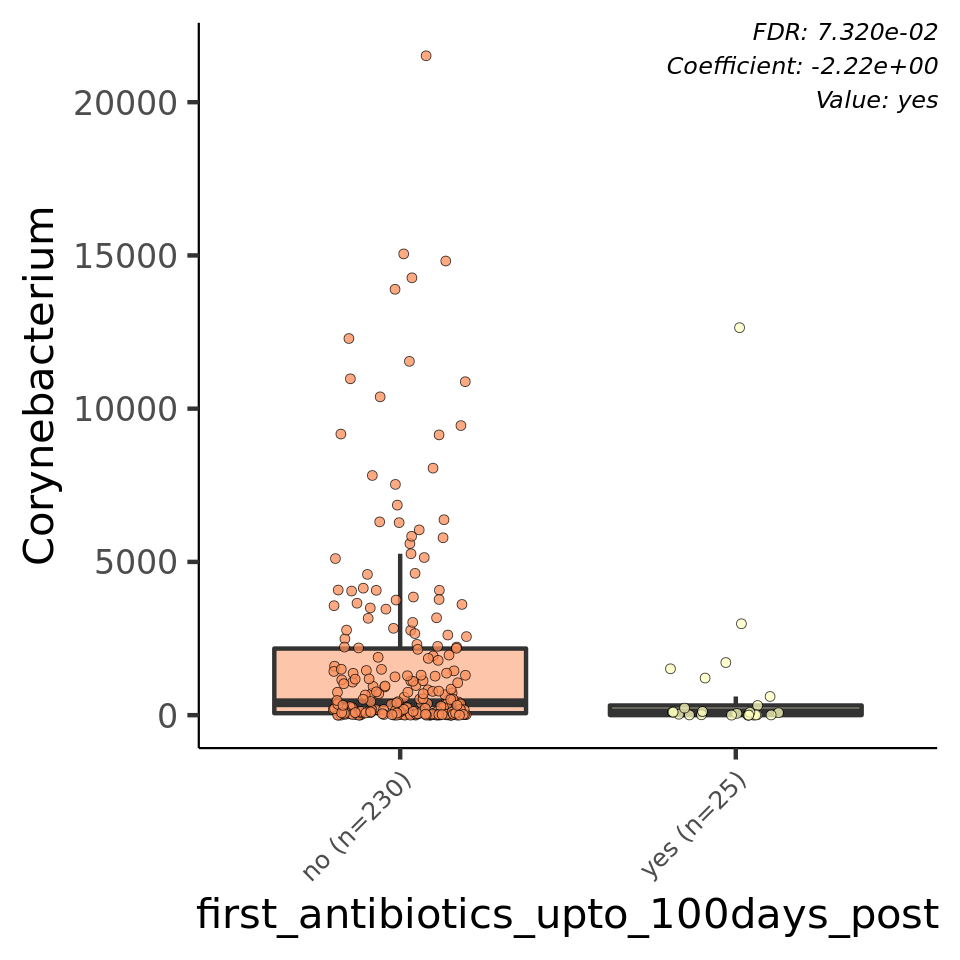 FDR: 7.320e-02
Coefficient: -2.22e+00
Value: yes
20000
15000
10000
5000
0
Corynebacterium
no (n=230)
yes (n=25)
first_antibiotics_upto_100days_post